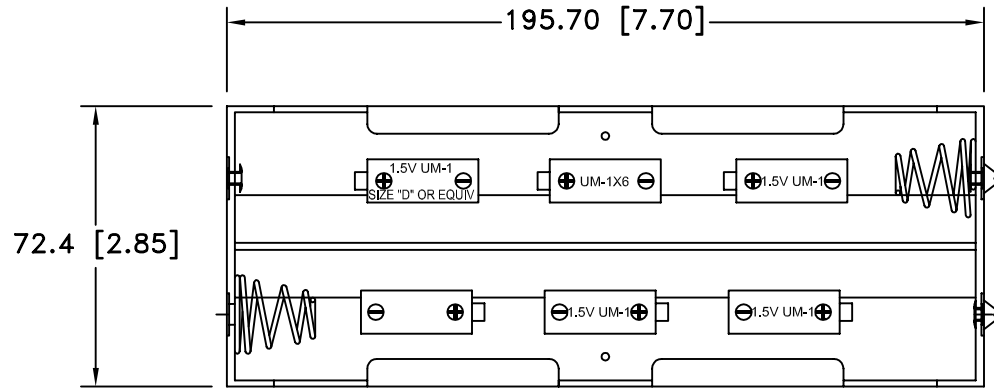 195.70 [7.70]
72.4 [2.85]
1.5V UM-1
⊕ ⊖
SIZE "D" OR EQUIV
⊕ UM-1X6 ⊖
⊕1.5V UM-1⊖
⊖ ⊕
⊖1.5V UM-1⊕
⊖1.5V UM-1⊕